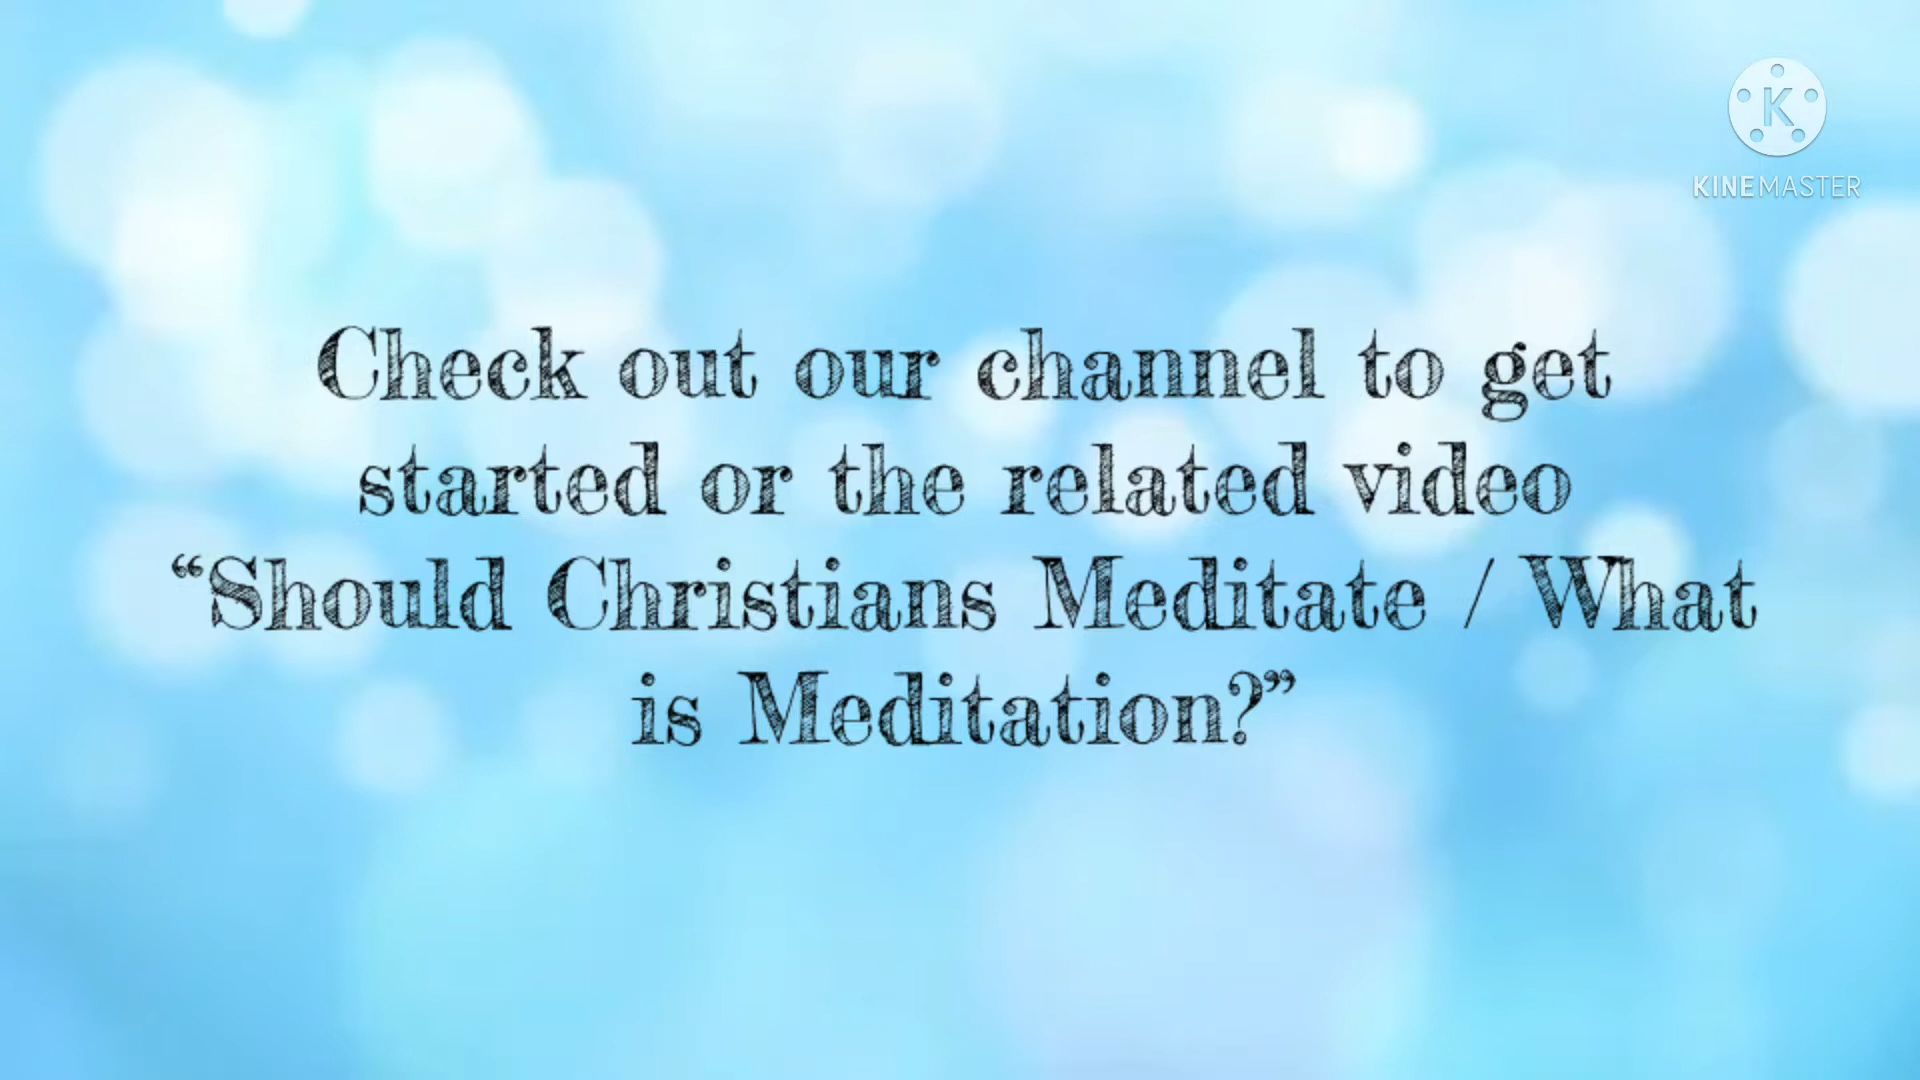 K
KINEMASTER
Check out our channel to get
started or the related video
“Should Christians Meditate / What
is Meditation?”